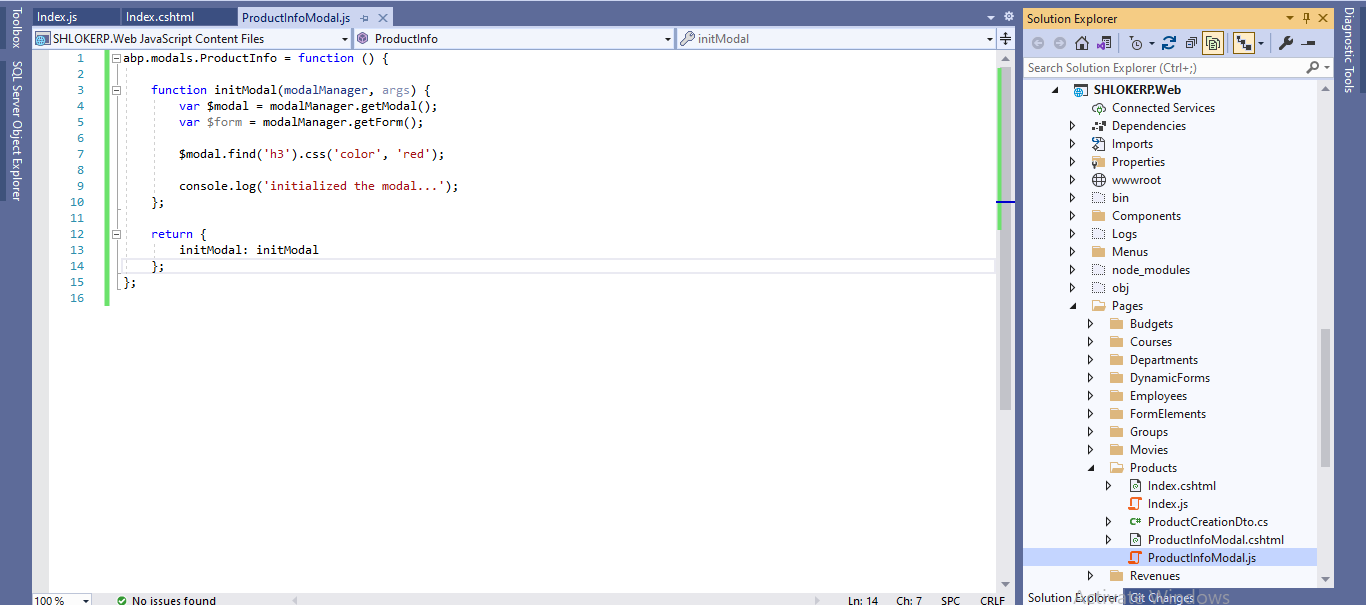 Toolbox
SQL Server Object Explorer
Index.js
Index.cshtml
ProductInfoModal.js
SHLOKERP.Web JavaScript Content Files
ProductInfo
initModal
1 abp.modals.ProductInfo = function () {
2
3 function initModal(modalManager, args) {
4 var $modal = modalManager.getModal();
5 var $form = modalManager.getForm();
6
7 $modal.find('h3').css('color', 'red');
8
9 console.log('initialized the modal...');
10 };
11
12 return {
13 initModal: initModal
14 };
15 };
16
100 %
No issues found
Ln: 14 Ch: 7 SPC CRLF
Solution Explorer
Search Solution Explorer (Ctrl+;)
SHLOKERP.Web
Connected Services
Dependencies
Imports
Properties
wwwroot
bin
Components
Logs
Menus
node_modules
obj
Pages
Budgets
Courses
Departments
DynamicForms
Employees
FormElements
Groups
Movies
Products
Index.cshtml
Index.js
C# ProductCreationDto.cs
ProductInfoModal.cshtml
ProductInfoModal.js
Revenues
Solution Explorer
Git Changes
Activate Windows
Diagnostic Tools